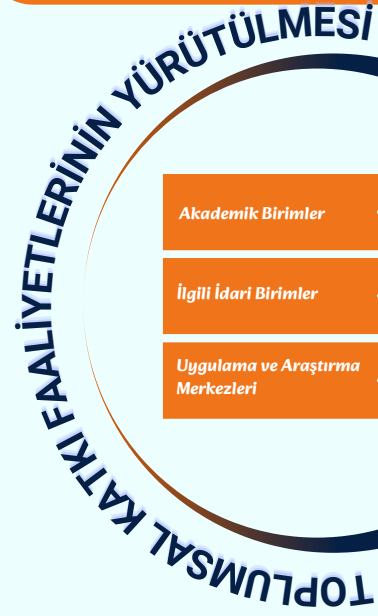 TOPLUMSAL KATKI FAALİYETLERİNİN YÜRÜTÜLMESİ
Akademik Birimler
İlgili İdari Birimler
Uygulama ve Araştırma
Merkezleri